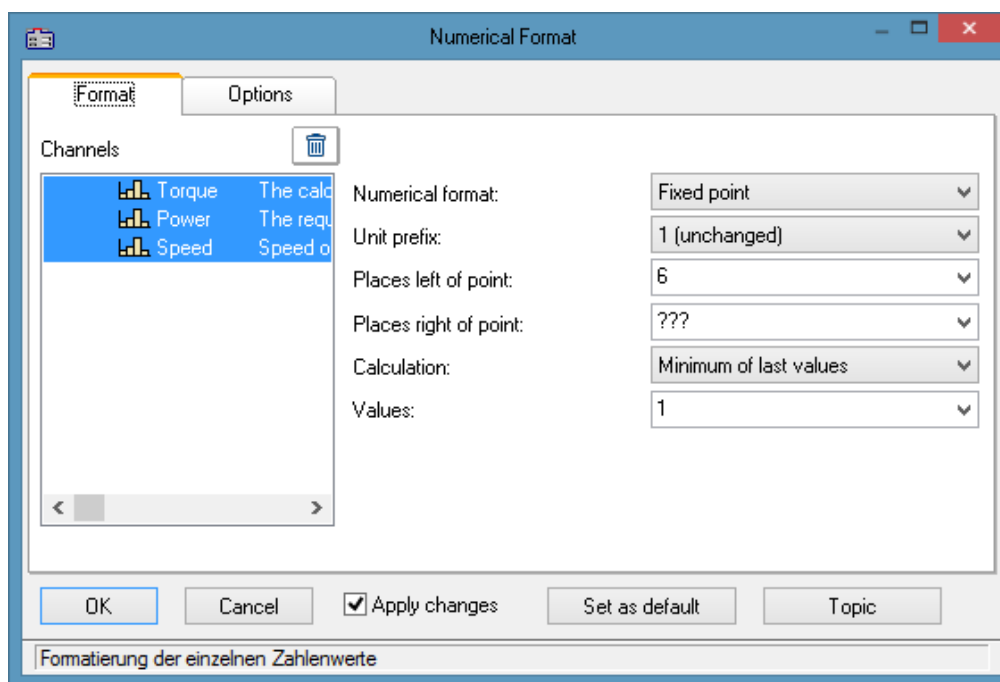 Numerical Format
Format Options
Channels
Torque The calc
Power The requ
Speed Speed o
Numerical format: Fixed point
Unit prefix: 1 (unchanged)
Places left of point: 6
Places right of point: ???
Calculation: Minimum of last values
Values: 1
OK Cancel Apply changes Set as default Topic
Formatierung der einzelnen Zahlenwerte